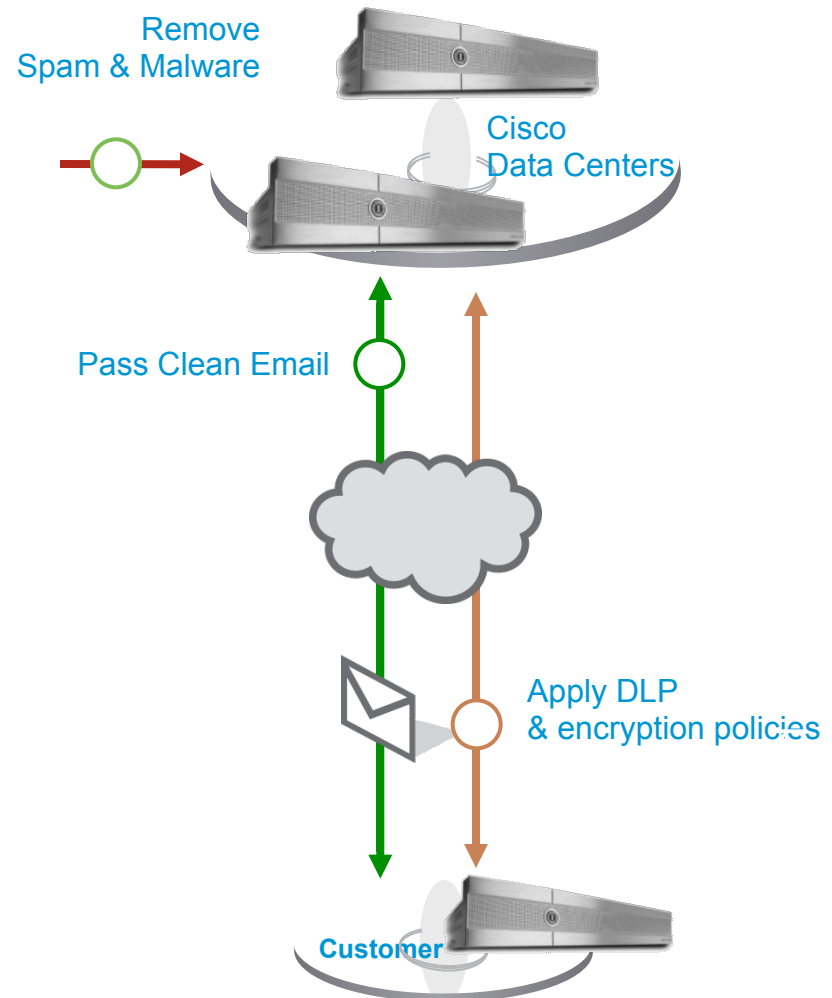 Remove
Spam & Malware
Cisco
Data Centers
Pass Clean Email
Apply DLP
& encryption policies
Customer